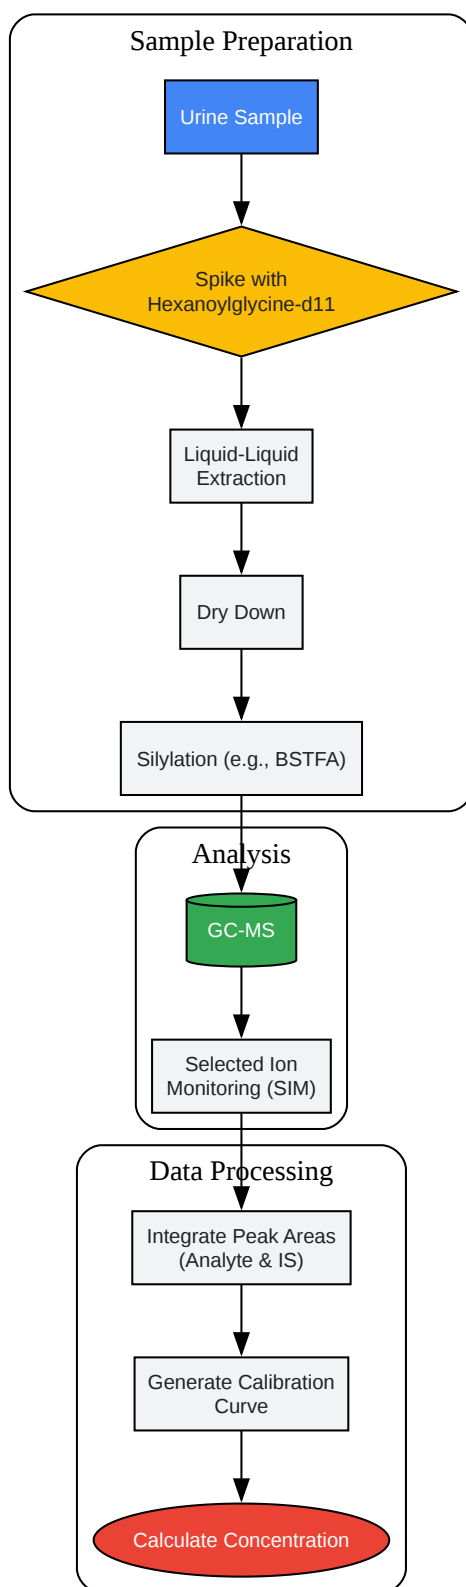 Sample Preparation
Urine Sample
Spike with
Hexanoylglycine-d11
Liquid-Liquid
Extraction
Dry Down
Silylation (e.g., BSTFA)
Analysis
GC-MS
Selected Ion
Monitoring (SIM)
Data Processing
Integrate Peak Areas
(Analyte & IS)
Generate Calibration
Curve
Calculate Concentration